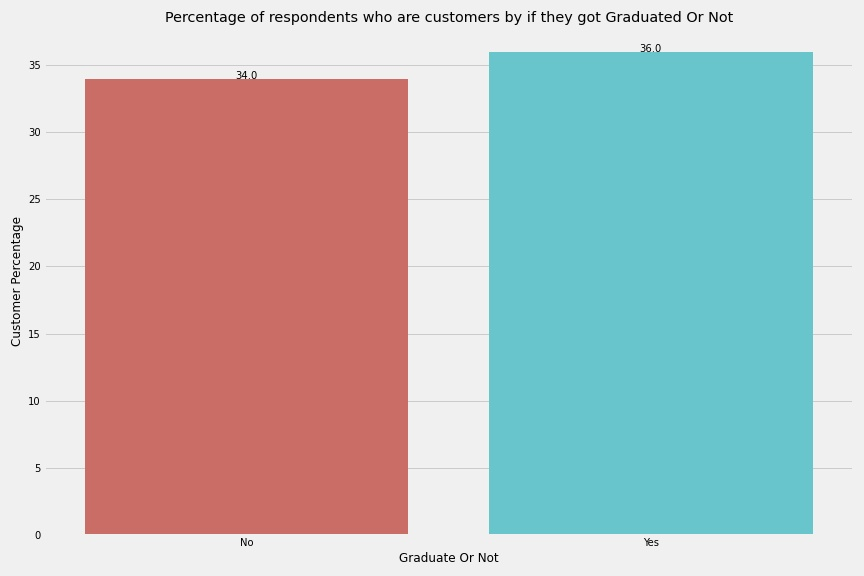 Percentage of respondents who are customers by if they got Graduated Or Not
36.0
34.0
35
30
25
20
15
10
5
0
Customer Percentage
No
Yes
Graduate Or Not